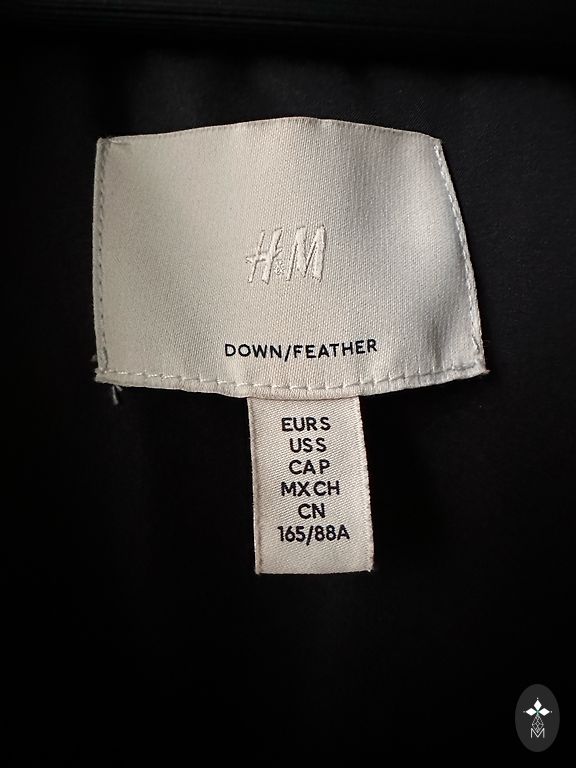 H&M
DOWN/FEATHER
EUR S
US S
CA P
MX CH
CN
165/88A